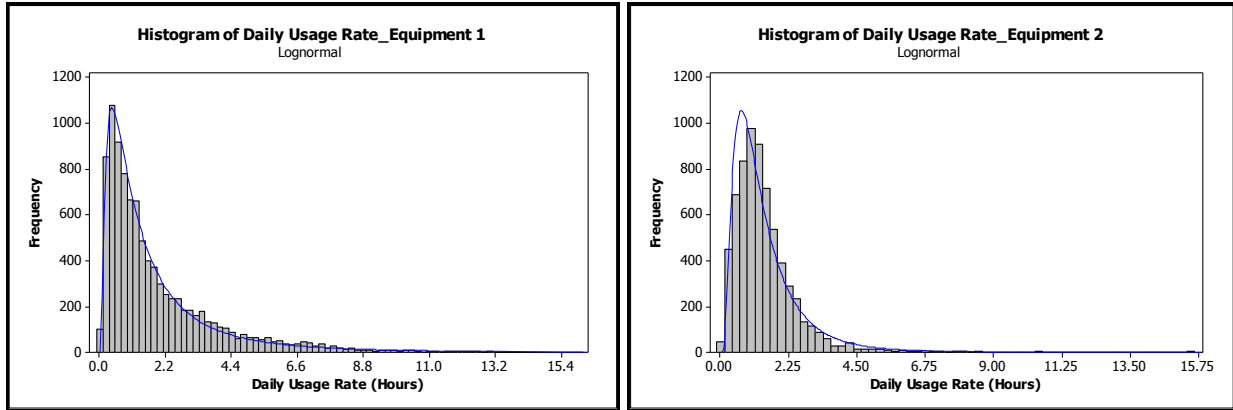 Histogram of Daily Usage Rate_Equipment 1
Lognormal
1200
1000
800
600
400
200
0
Frequency
0.0 2.2 4.4 6.6 8.8 11.0 13.2 15.4
Daily Usage Rate (Hours)
Histogram of Daily Usage Rate_Equipment 2
Lognormal
1200
1000
800
600
400
200
0
Frequency
0.00 2.25 4.50 6.75 9.00 11.25 13.50 15.75
Daily Usage Rate (Hours)